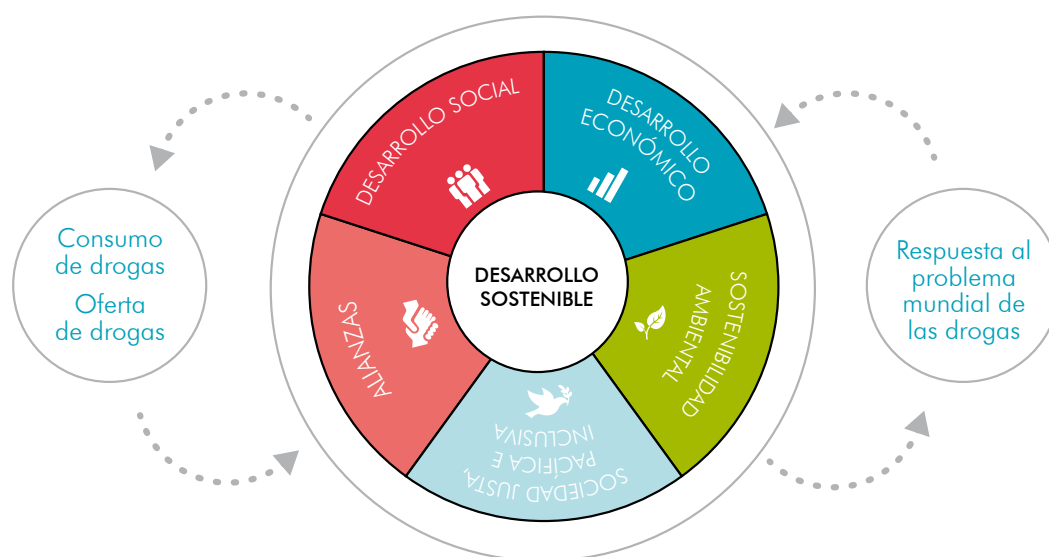 DESARROLLO SOCIAL
DESARROLLO
ECONÓMICO
Consumo
de drogas
Oferta
de drogas
DESARROLLO
SOSTENIBLE
Respuesta al
problema
mundial de
las drogas
ALIANZAS
SOSTENIBILIDAD
AMBIENTAL
SOCIEDAD JUSTA,
PACÍFICA E
INCLUSIVA